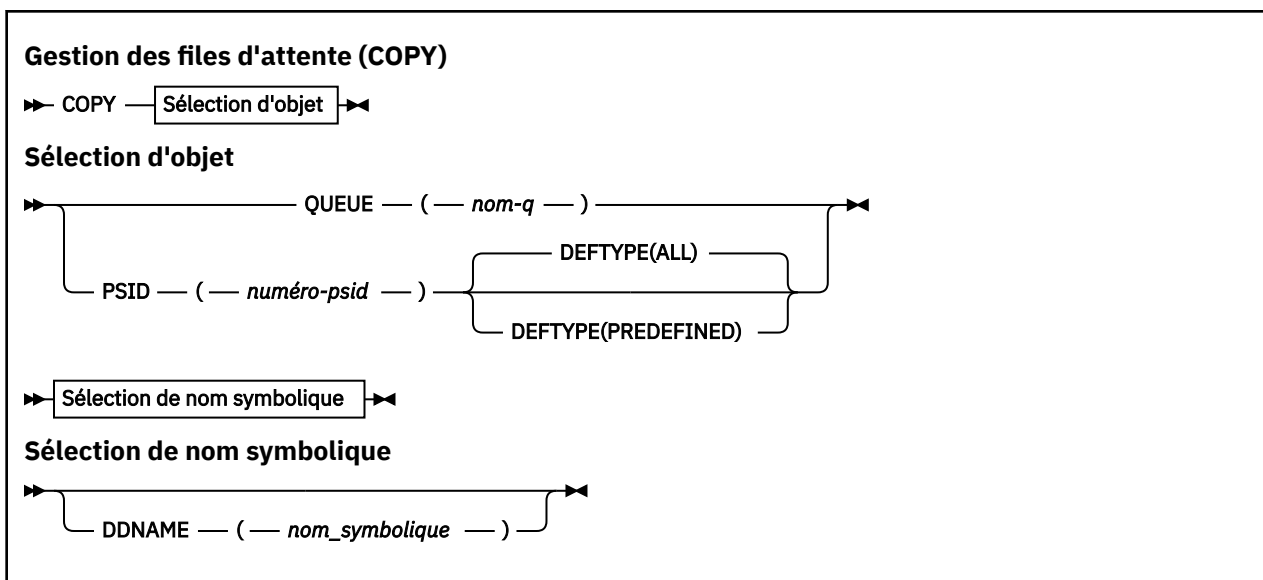 Gestion des files d'attente (COPY)
COPY Sélection d'objet
Sélection d'objet
QUEUE ( nom-q )
DEFTYPE(ALL)
PSID ( numéro-psid )
DEFTYPE(PREDEFINED)
Sélection de nom symbolique
Sélection de nom symbolique
DDNAME ( nom_symbolique )